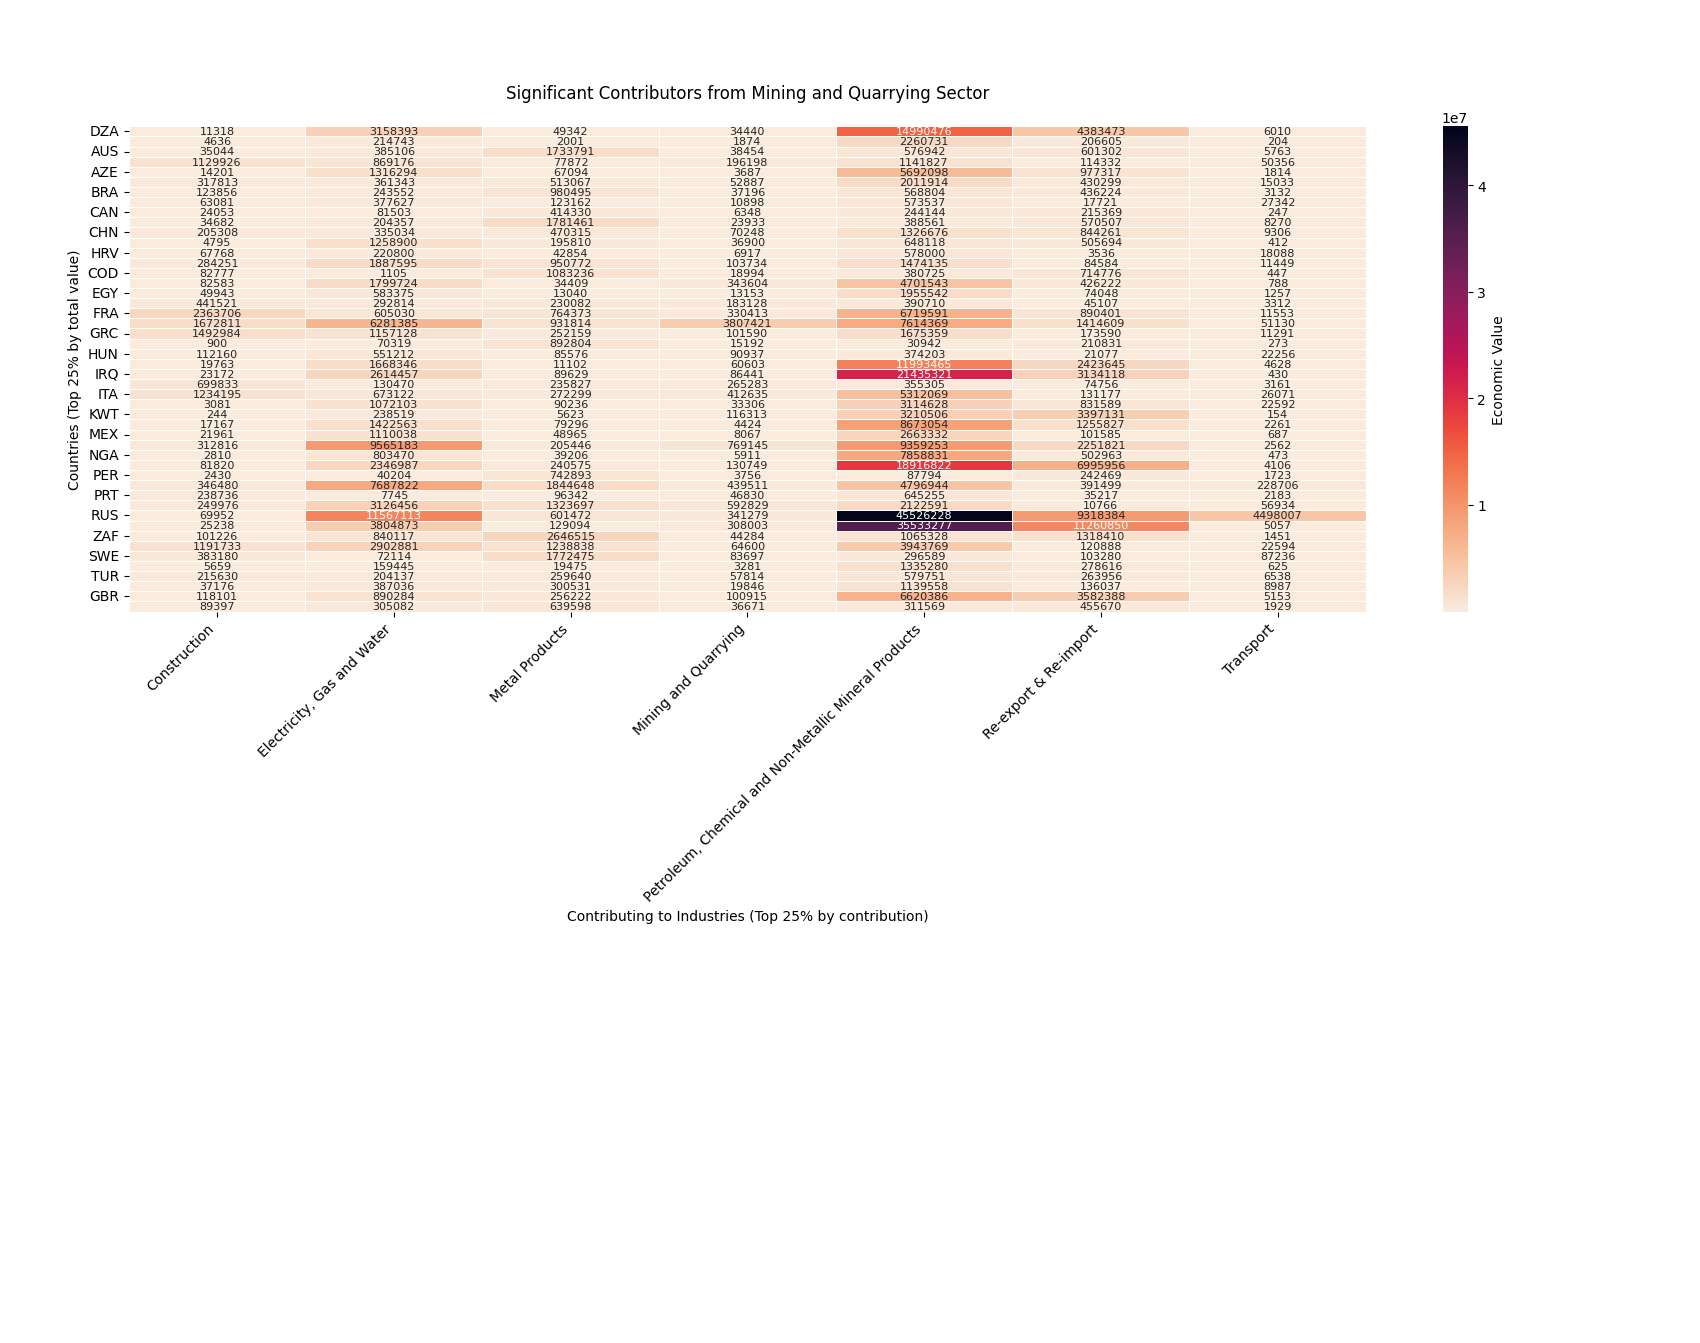 Significant Contributors from Mining and Quarrying Sector
1e7
DZA 11318 3158393 49342 34440 14990476 4383473 6010
4636 214743 2001 1874 2260731 206605 204
AUS 35044 385106 1733791 38454 576942 601302 5763
1129926 869176 77872 196198 1141827 114332 50356
AZE 14201 1316294 67094 3687 5692098 977317 1814
317813 361343 513067 52887 2011914 430299 15033
BRA 123856 243552 980495 37196 568804 436224 3132
63081 377627 123162 10898 573537 17721 27342
CAN 24053 81503 414330 6348 244144 215369 247
34682 204357 1781461 23933 388561 570507 8270
CHN 205308 335034 470315 70248 1326676 844261 9306
4795 1258900 195810 36900 648118 505694 412
HRV 67768 220800 42854 6917 578000 3536 18088
284251 1887595 950772 103734 1474135 84584 11449
COD 82777 1105 1083236 18994 380725 714776 447
82583 1799724 34409 343604 4701543 426222 788
EGY 49943 583375 13040 13153 1955542 74048 1257
441521 292814 230082 183128 390710 45107 3312
FRA 2363706 605030 764373 330413 6719591 890401 11553
1672811 6281385 931814 3807421 7614369 1414609 51130
GRC 1492984 1157128 252159 101590 1675359 173590 11291
900 70319 892804 15192 30942 210831 273
HUN 112160 551212 85576 90937 374203 21077 22256
19763 1668346 11102 60603 11993465 2423645 4628
IRQ 23172 2614457 89629 86441 21435321 3134118 430
699833 130470 235827 265283 355305 74756 3161
ITA 1234195 673122 272299 412635 5312069 131177 26071
3081 1072103 90236 33306 3114628 831589 22592
KWT 244 238519 5623 116313 3210506 3397131 154
17167 1422563 79296 4424 8673054 1255827 2261
MEX 21961 1110038 48965 8067 2663332 101585 687
312816 9565183 205446 769145 9359253 2251821 2562
NGA 2810 803470 39206 5911 7858831 502963 473
81820 2346987 240575 130749 18916822 6995956 4106
PER 2430 40204 742893 3756 87794 242469 1723
346480 7687822 1844648 439511 4796944 391499 228706
PRT 238736 7745 96342 46830 645255 35217 2183
249976 3126456 1323697 592829 2122591 10766 56934
RUS 69952 11567113 601472 341279 45526228 9318384 4498007
25238 3804873 129094 308003 35533277 11260850 5057
ZAF 101226 840117 2646515 44284 1065328 1318410 1451
1191733 2902881 1238838 64600 3943769 120888 22594
SWE 383180 72114 1772475 83697 296589 103280 87236
5659 159445 19475 3281 1335280 278616 625
TUR 215630 204137 259640 57814 579751 263956 6538
37176 387036 300531 19846 1139558 136037 8987
GBR 118101 890284 256222 100915 6620386 3582388 5153
89397 305082 639598 36671 311569 455670 1929
Countries (Top 25% by total value)
Construction
Electricity, Gas and Water
Metal Products
Mining and Quarrying
Petroleum, Chemical and Non-Metallic Mineral Products
Re-export & Re-import
Transport
Contributing to Industries (Top 25% by contribution)
4
3
2
1
Economic Value